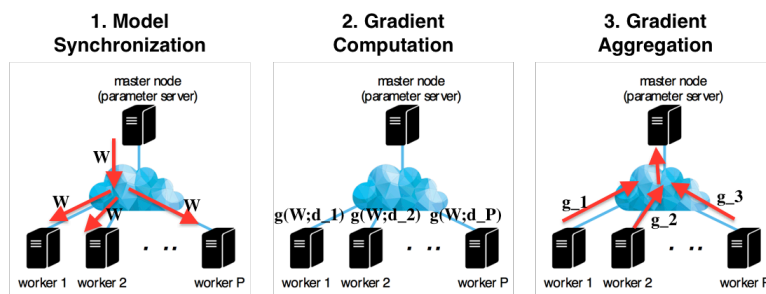 1. Model
Synchronization
master node
(parameter server)
W
W
W
W
worker 1
worker 2
. ..
worker P
2. Gradient
Computation
master node
(parameter server)
g(W;d_1)
g(W;d_2)
g(W;d_P)
worker 1
worker 2
. ..
worker P
3. Gradient
Aggregation
master node
(parameter server)
g_1
g_2
g_3
worker 1
worker 2
. ..
worker P